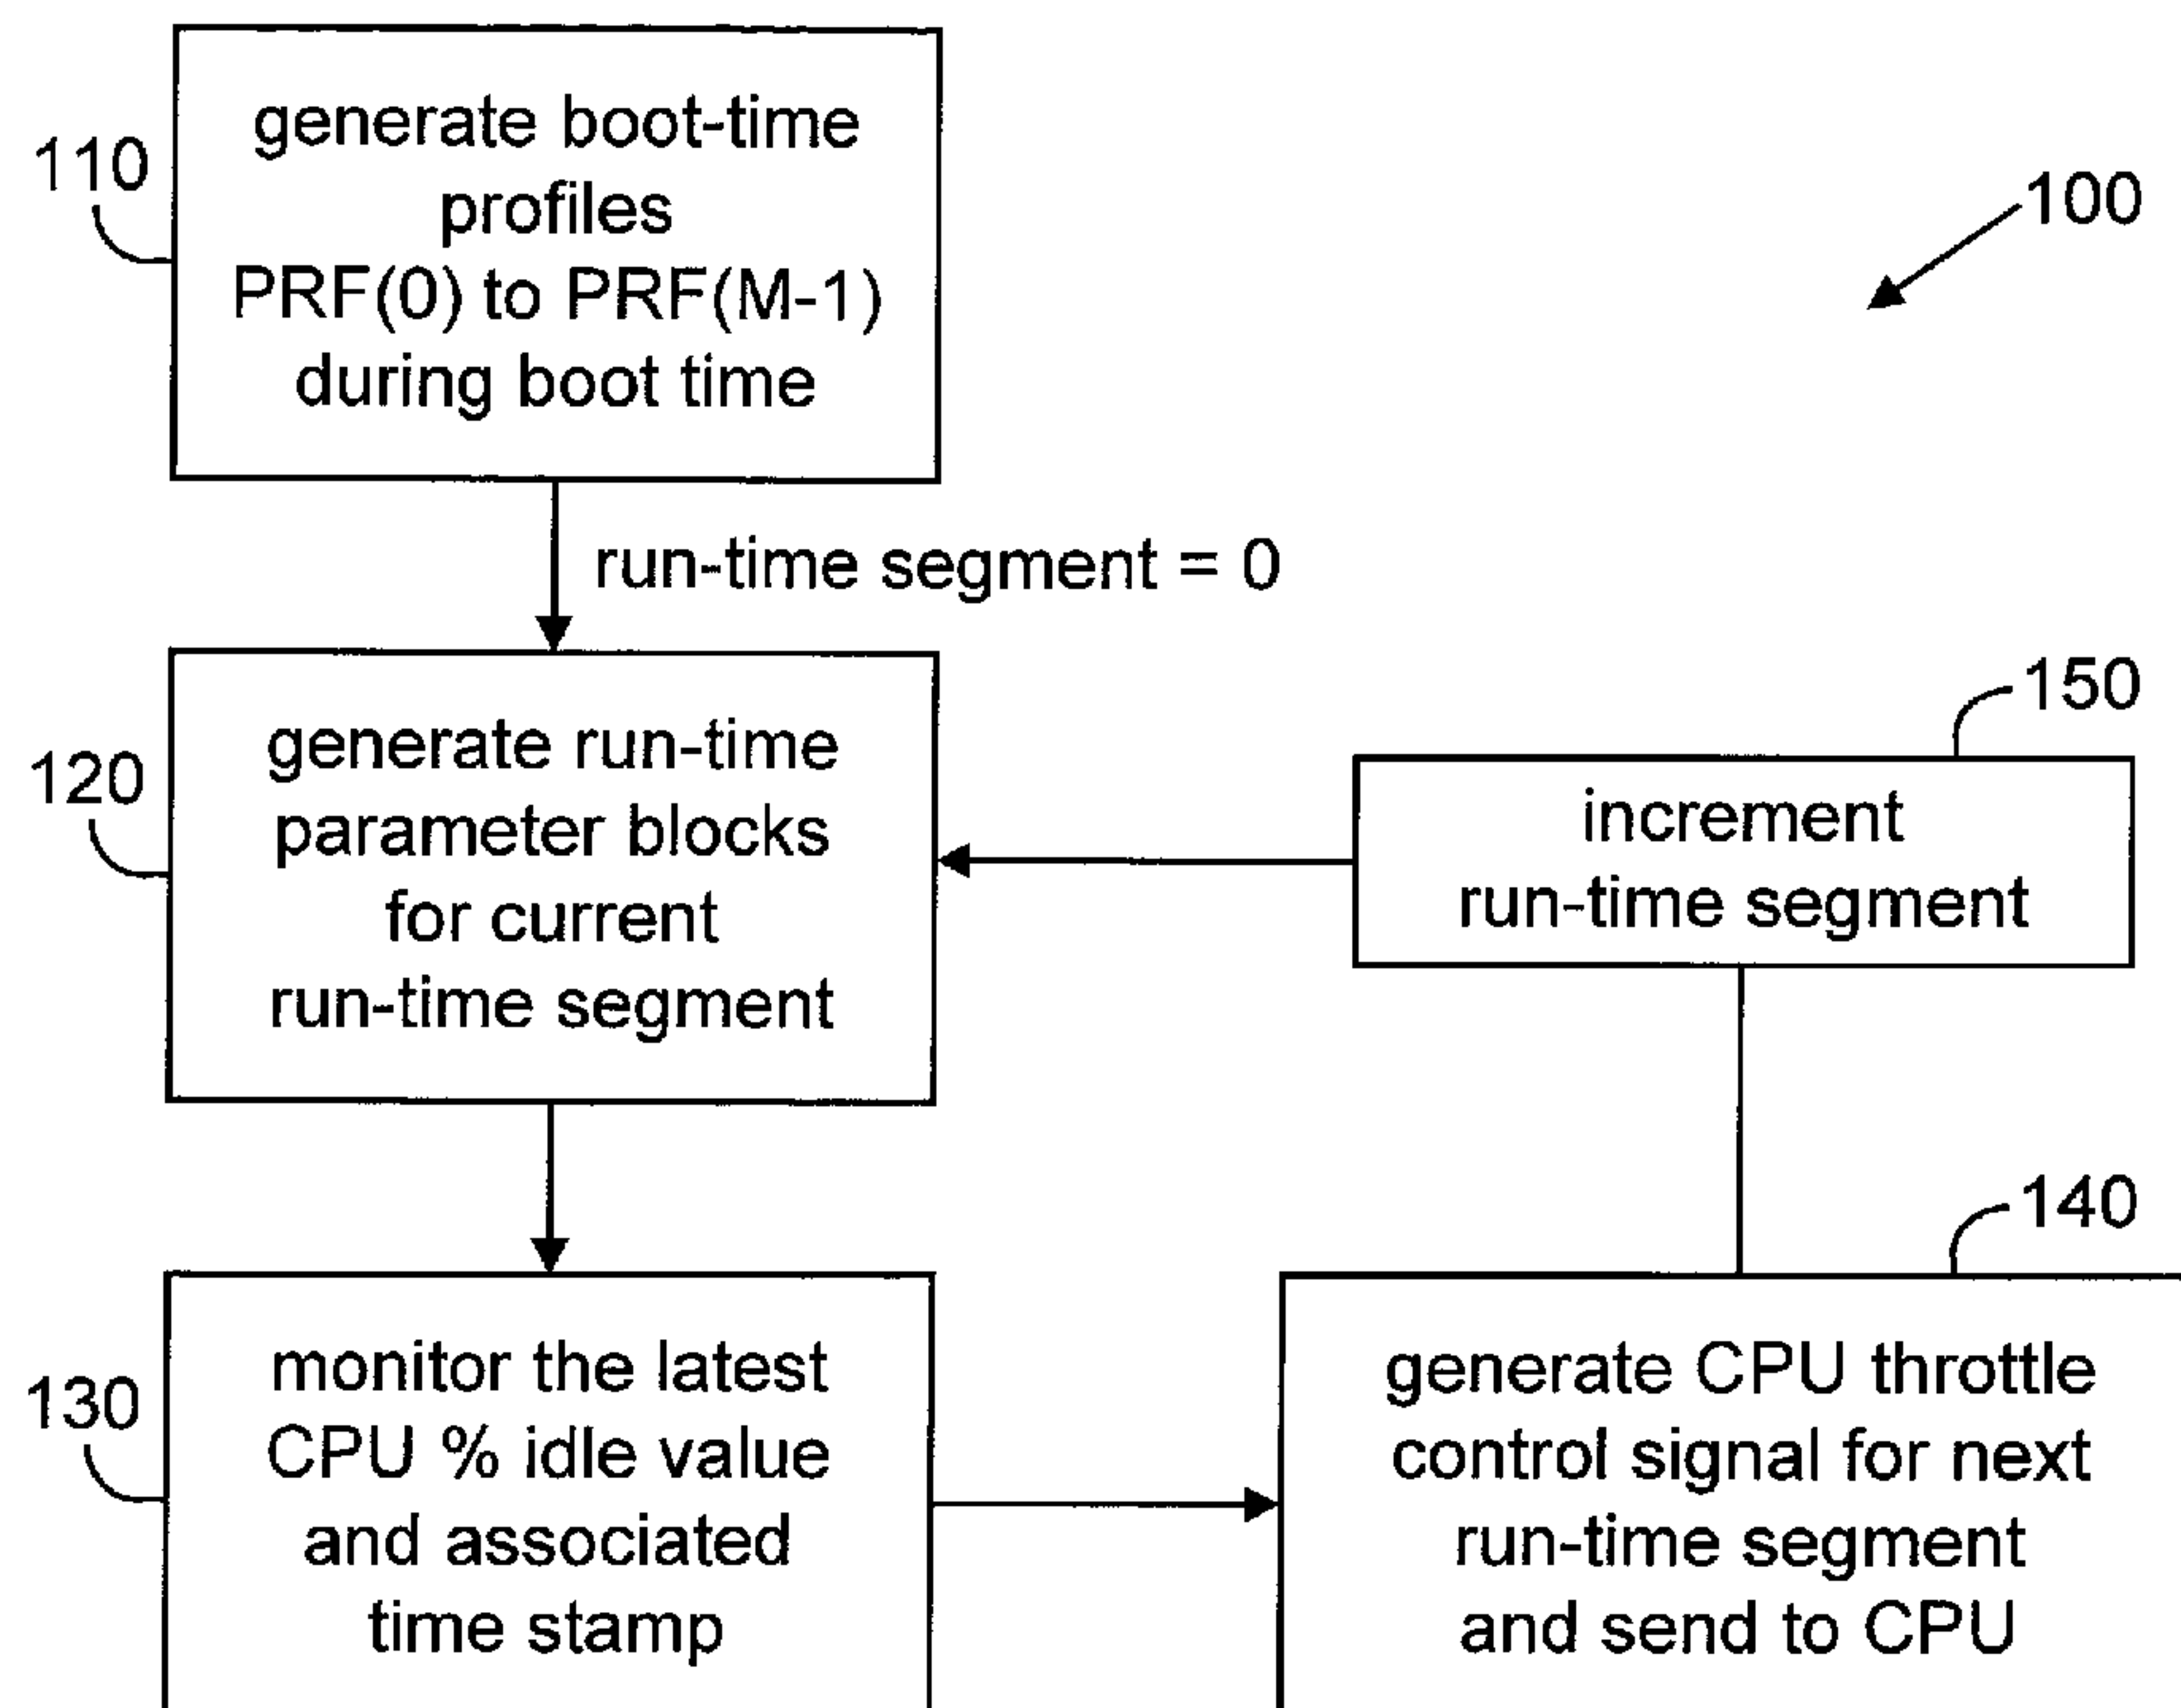 110
generate boot-time
profiles
PRF(0) to PRF(M-1)
during boot time
100
run-time segment = 0
120
generate run-time
parameter blocks
for current
run-time segment
150
increment
run-time segment
130
monitor the latest
CPU % idle value
and associated
time stamp
140
generate CPU throttle
control signal for next
run-time segment
and send to CPU